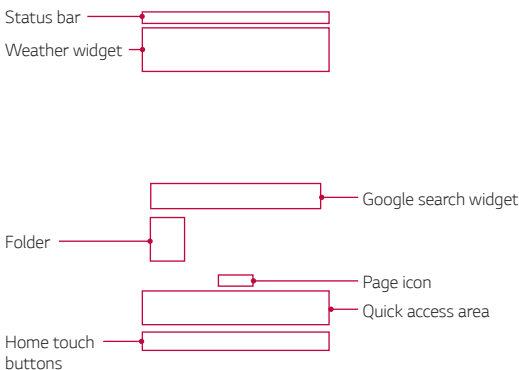 Status bar
Weather widget
Google search widget
Folder
Page icon
Quick access area
Home touch
buttons